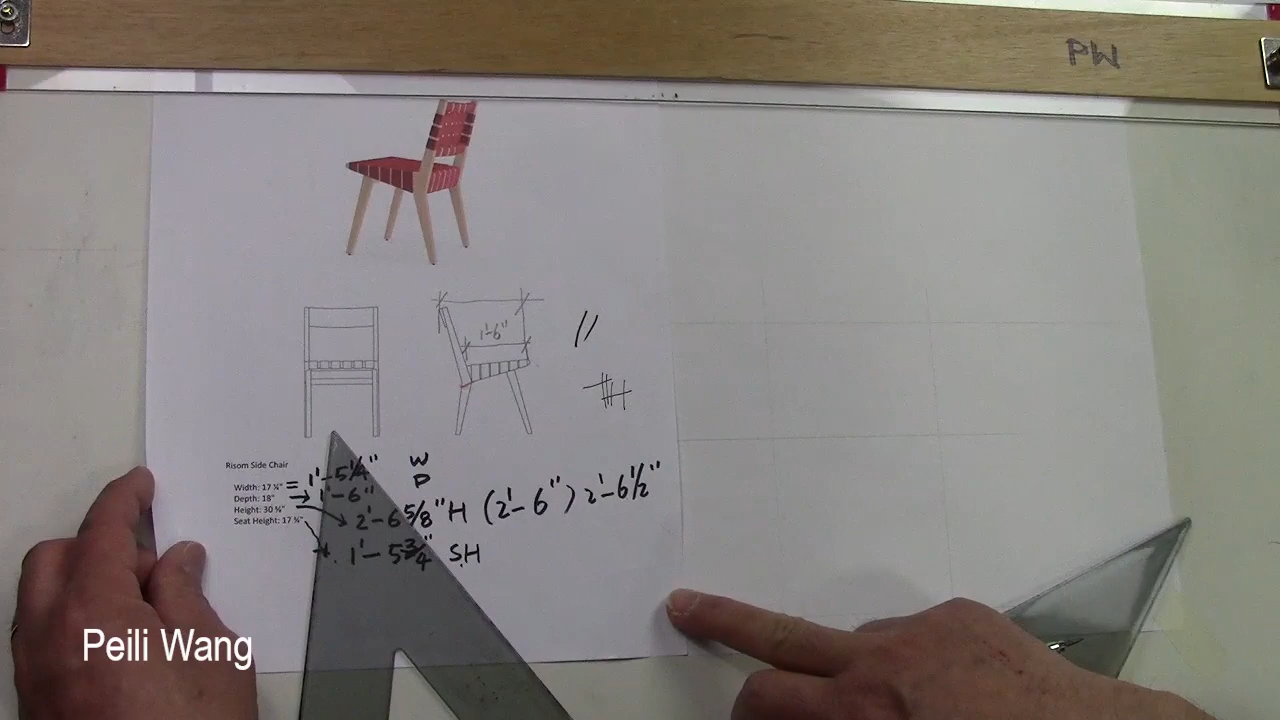 PW
1'-6"
Risom Side Chair
Width: 17 ¼" = 1'-5¼" W
Depth: 18" → 1'-6" D
Height: 30 ⅝" → 2'-6 5/8" H (2'-6") 2'-6½"
Seat Height: 17 ¾" → 1'-5¾" SH
Peili Wang